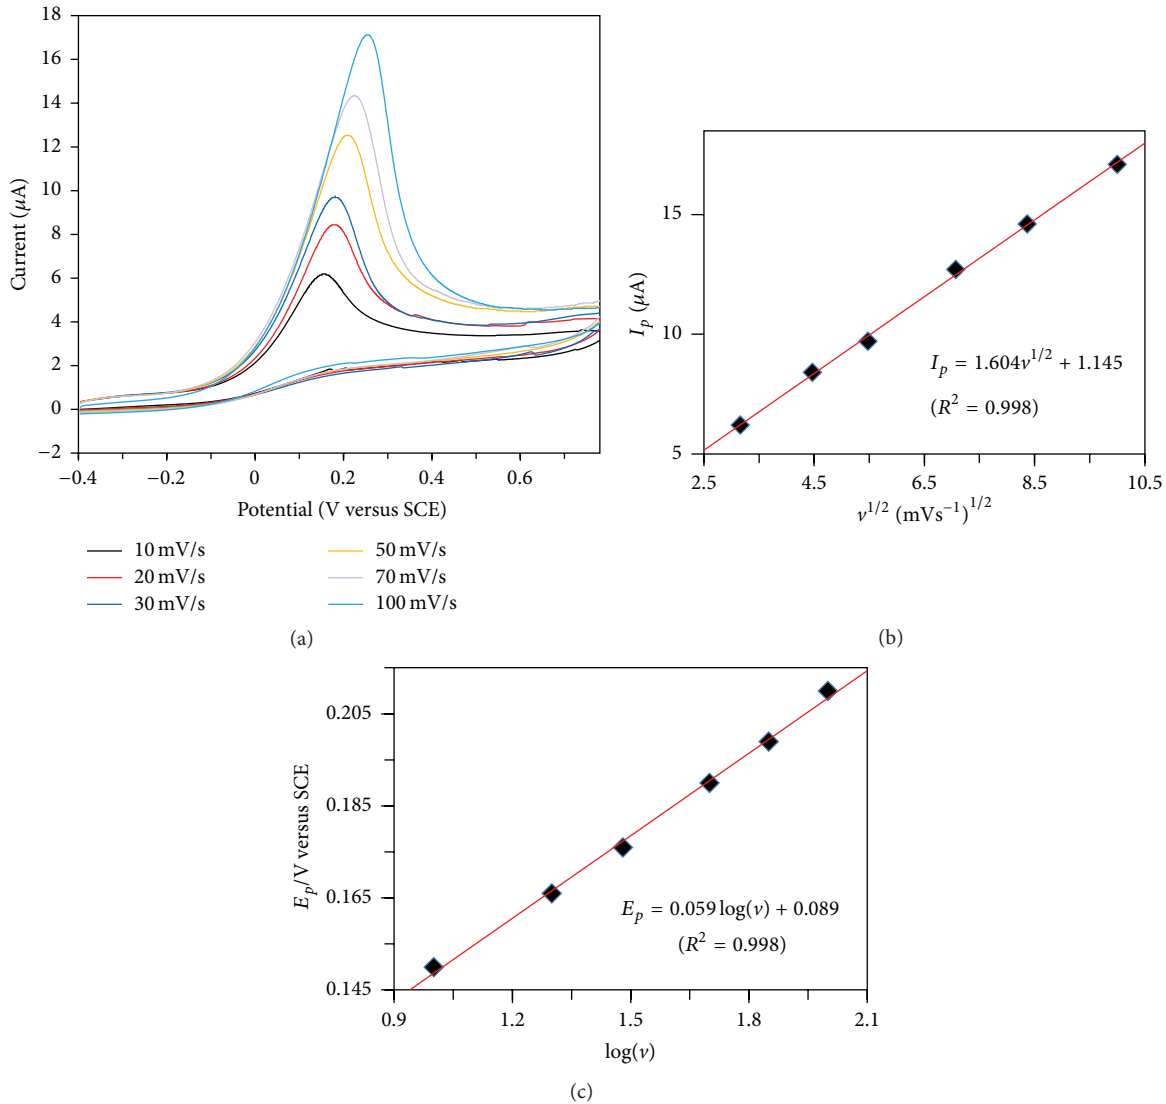 18
16
14
12
10
8
6
4
2
0
−2
Current (μA)
−0.4 −0.2 0 0.2 0.4 0.6
Potential (V versus SCE)
10 mV/s
20 mV/s
30 mV/s
50 mV/s
70 mV/s
100 mV/s
(a)
15
10
5
I_p (μA)
I_p = 1.604ν^{1/2} + 1.145
(R² = 0.998)
2.5 4.5 6.5 8.5 10.5
ν^{1/2} (mVs⁻¹)^{1/2}
(b)
0.205
0.185
0.165
0.145
E_p/V versus SCE
E_p = 0.059 log(ν) + 0.089
(R² = 0.998)
0.9 1.2 1.5 1.8 2.1
log(ν)
(c)